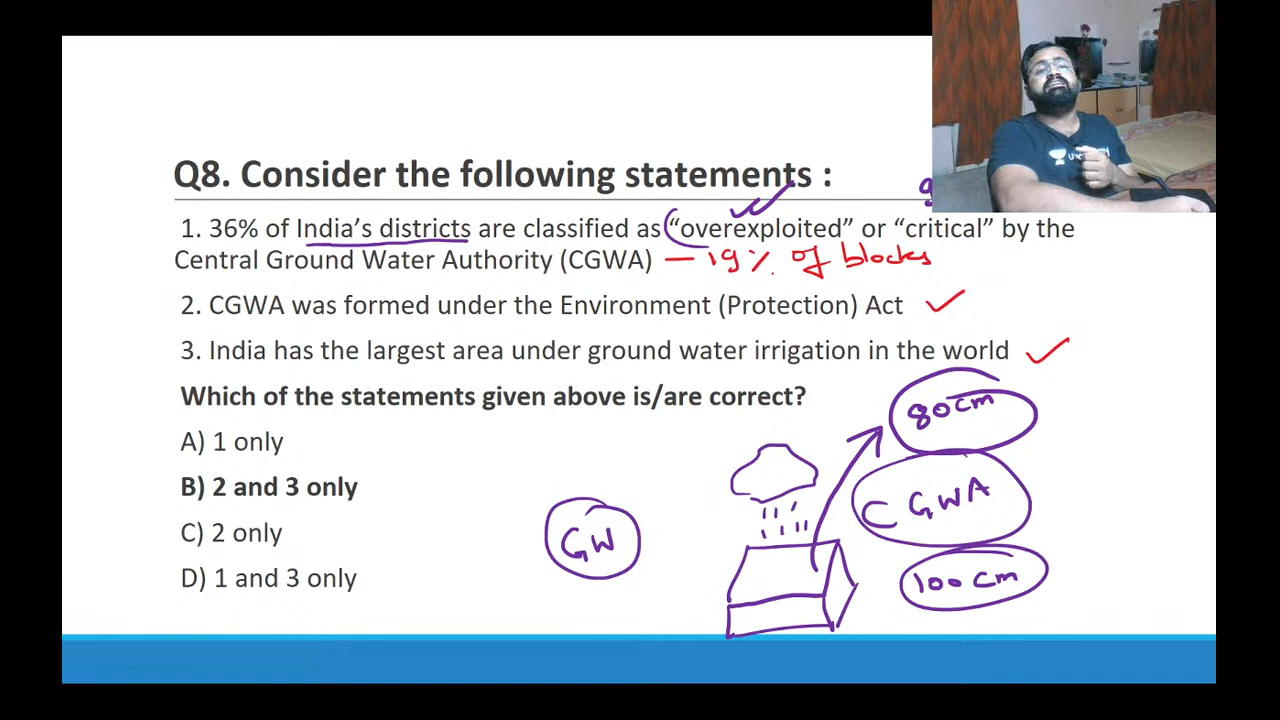 Q8. Consider the following statements :
1. 36% of India's districts are classified as “overexploited” or “critical” by the
Central Ground Water Authority (CGWA) — 19% of blocks
2. CGWA was formed under the Environment (Protection) Act
3. India has the largest area under ground water irrigation in the world
Which of the statements given above is/are correct?
80cm
A) 1 only
B) 2 and 3 only
CGWA
C) 2 only
GW
D) 1 and 3 only
100 cm